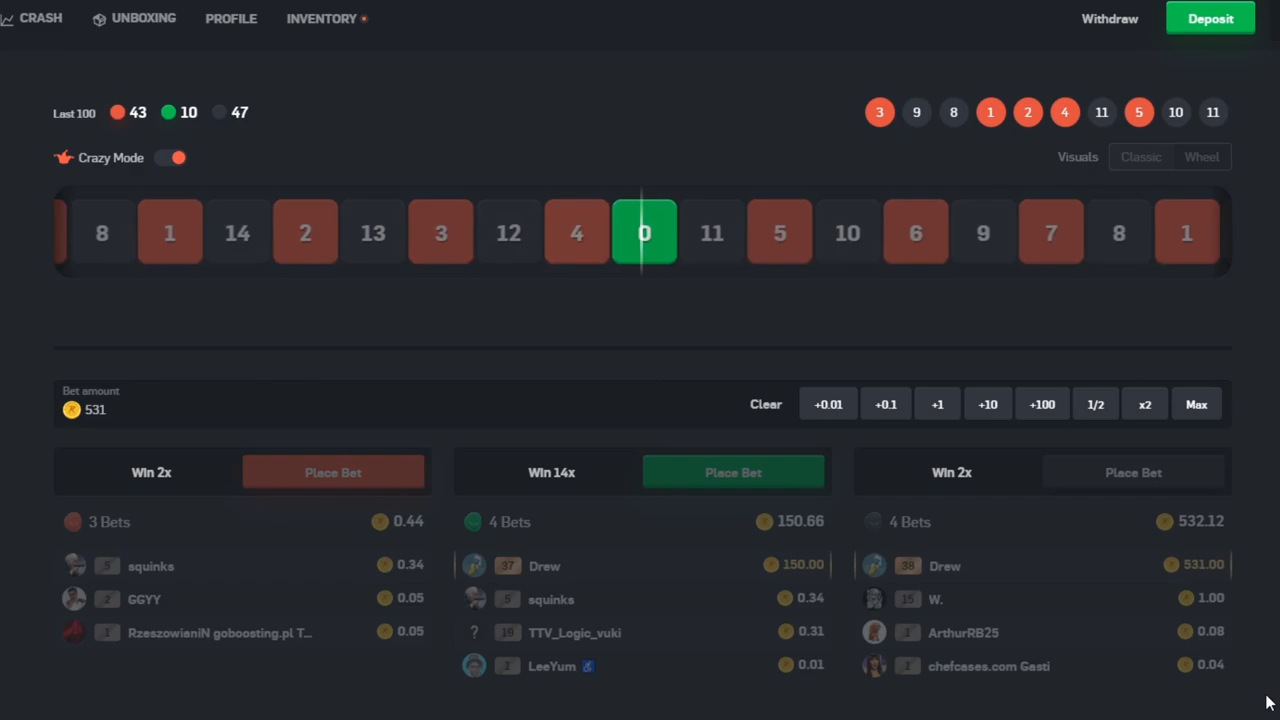 CRASH UNBOXING PROFILE INVENTORY Withdraw Deposit
Last 100 43 10 47 3 9 8 1 2 4 11 5 10 11
Crazy Mode Visuals Classic Wheel
8 1 14 2 13 3 12 4 0 11 5 10 6 9 7 8 1
Bet amount
531 Clear +0.01 +0.1 +1 +10 +100 1/2 x2 Max
Win 2x Place Bet Win 14x Place Bet Win 2x Place Bet
3 Bets 0.44 4 Bets 150.66 4 Bets 532.12
5 squinks 0.34 37 Drew 150.00 38 Drew 531.00
2 GGYY 0.05 5 squinks 0.34 15 W. 1.00
1 RzeszowianiN goboosting.pl T... 0.05 ? 19 TTV_Logic_vuki 0.31 1 ArthurRB25 0.08
1 LeeYum 0.01 1 chefcases.com Gasti 0.04